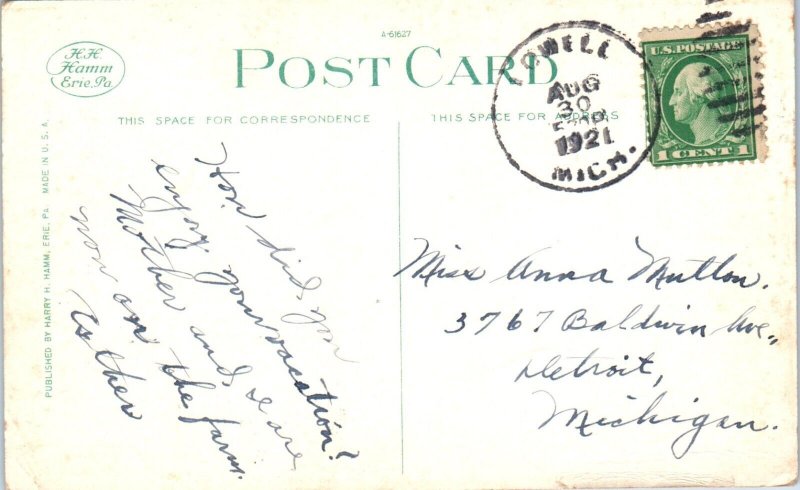 H.H.
Hamm
Erie, Pa.
A-61627
POST CARD
THIS SPACE FOR CORRESPONDENCE
THIS SPACE FOR ADDRESS
PUBLISHED BY HARRY H. HAMM, ERIE, PA. MADE IN U.S.A.
How did you
enjoy your vacation?
Mother and I are
now on the farm.
Esther
LOWELL
AUG
30
1921
MICH.
U.S. POSTAGE
1 CENT 1
Miss Anna Mutton.
3767 Baldwin Ave.,
Detroit,
Michigan.